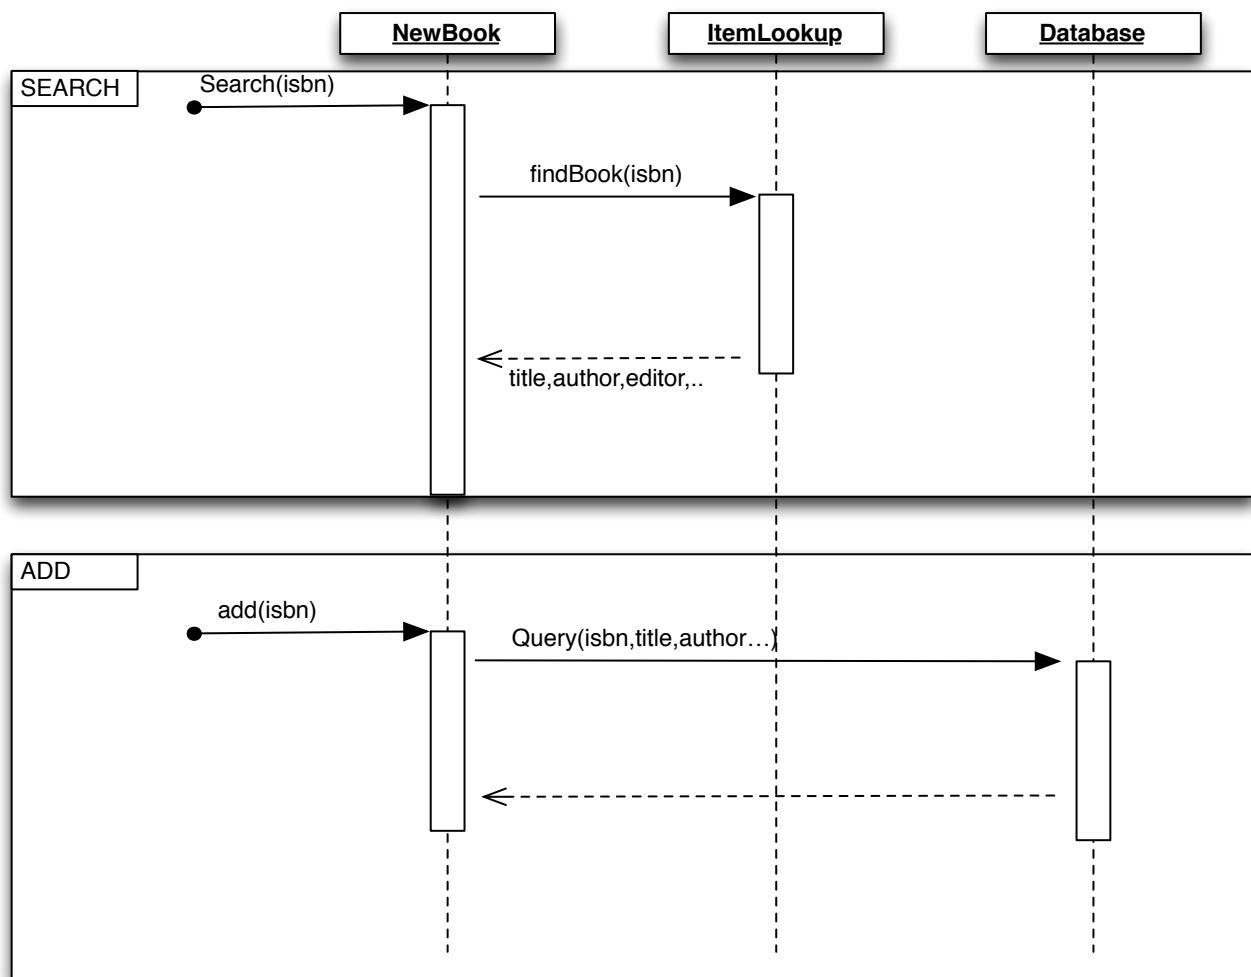 NewBook
ItemLookup
Database
SEARCH
Search(isbn)
findBook(isbn)
title,author,editor,..
ADD
add(isbn)
Query(isbn,title,author…)